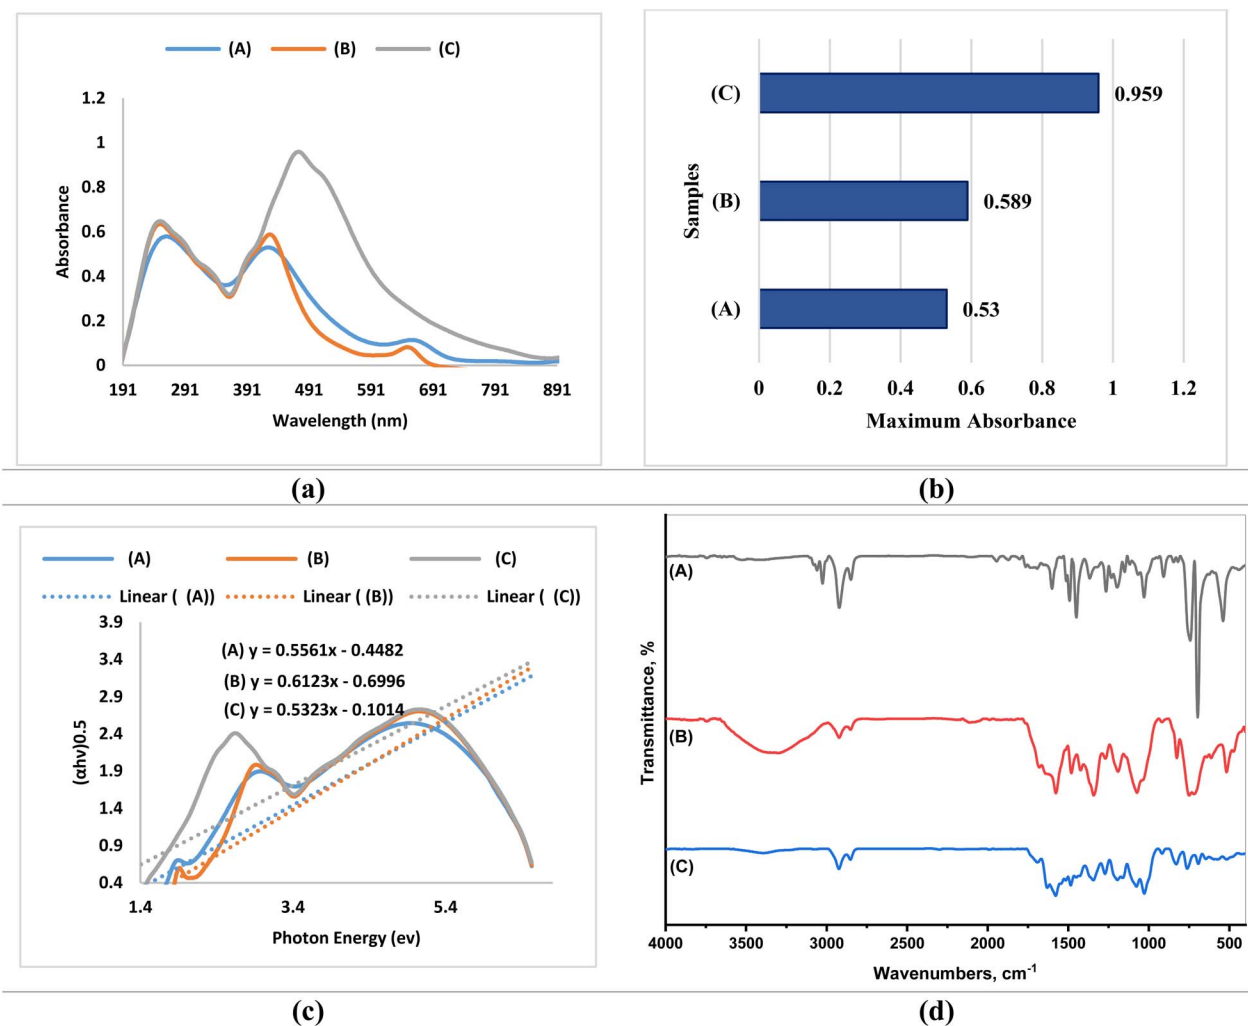 (A) (B) (C)
1.2
1
0.8
0.6
0.4
0.2
0
Absorbance
191 291 391 491 591 691 791 891
Wavelength (nm)
(a)
Samples
(C) 0.959
(B) 0.589
(A) 0.53
0 0.2 0.4 0.6 0.8 1 1.2
Maximum Absorbance
(b)
(A) (B) (C)
Linear ( (A)) Linear ( (B)) Linear ( (C))
3.9
3.4
2.9
2.4
1.9
1.4
0.9
0.4
(αhv)0.5
(A) y = 0.5561x - 0.4482
(B) y = 0.6123x - 0.6996
(C) y = 0.5323x - 0.1014
1.4 3.4 5.4
Photon Energy (ev)
(c)
Transmittance, %
(A)
(B)
(C)
4000 3500 3000 2500 2000 1500 1000 500
Wavenumbers, cm⁻¹
(d)